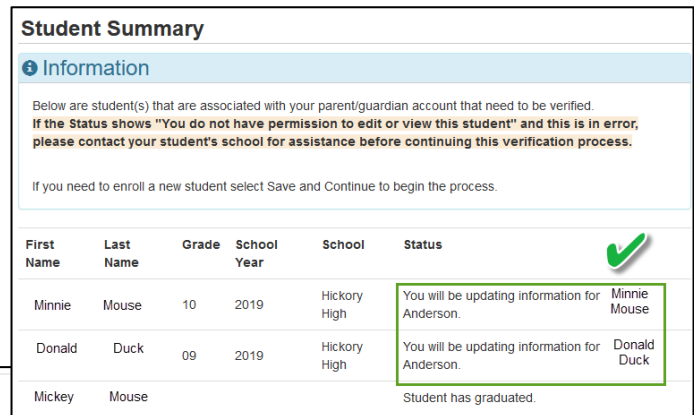 Student Summary
Information
Below are student(s) that are associated with your parent/guardian account that need to be verified.
If the Status shows "You do not have permission to edit or view this student" and this is in error,
please contact your student's school for assistance before continuing this verification process.
If you need to enroll a new student select Save and Continue to begin the process.
First Name Last Name Grade School Year School Status
Minnie Mouse 10 2019 Hickory High You will be updating information for Anderson. Minnie Mouse
Donald Duck 09 2019 Hickory High You will be updating information for Anderson. Donald Duck
Mickey Mouse Student has graduated.